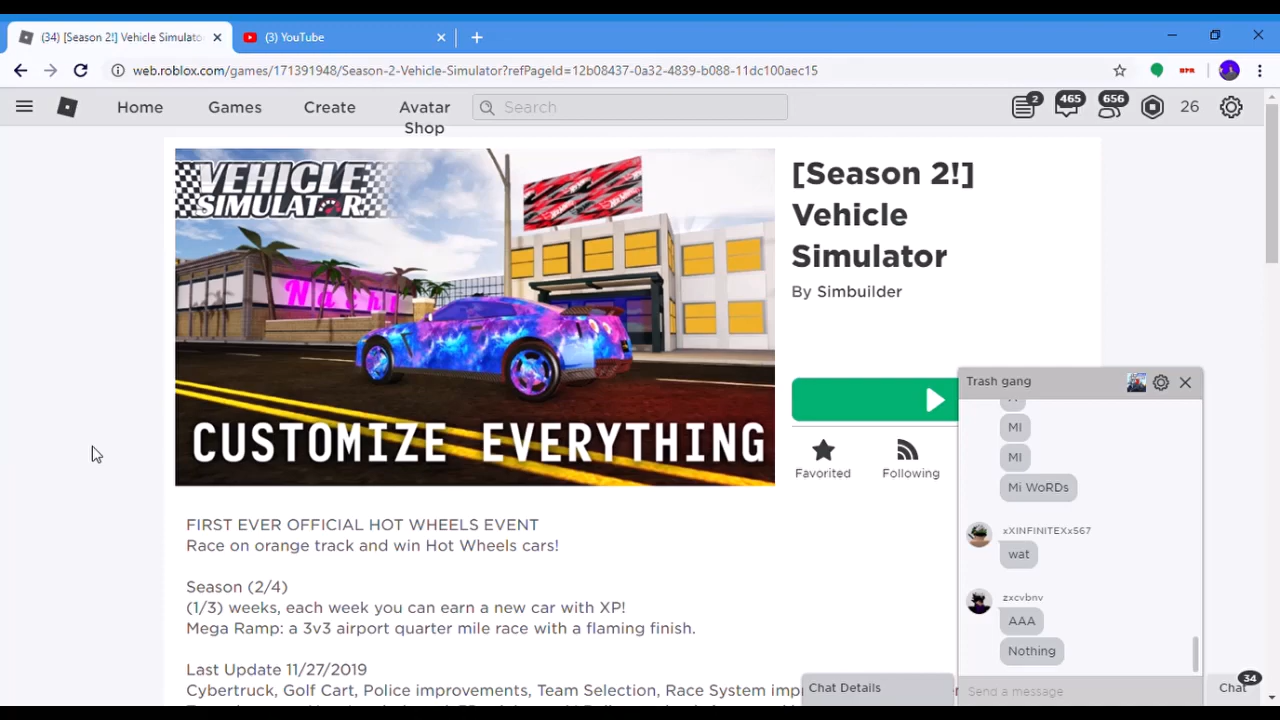 (34) [Season 2!] Vehicle Simulato
(3) YouTube
web.roblox.com/games/171391948/Season-2-Vehicle-Simulator?refPageId=12b08437-0a32-4839-b088-11dc100aec15
Home
Games
Create
Avatar
Shop
Search
2
465
656
26
VEHICLE
SIMULATOR
CUSTOMIZE EVERYTHING
[Season 2!]
Vehicle
Simulator
By Simbuilder
Favorited
Following
FIRST EVER OFFICIAL HOT WHEELS EVENT
Race on orange track and win Hot Wheels cars!
Season (2/4)
(1/3) weeks, each week you can earn a new car with XP!
Mega Ramp: a 3v3 airport quarter mile race with a flaming finish.
Last Update 11/27/2019
Cybertruck, Golf Cart, Police improvements, Team Selection, Race System imp
Trash gang
MI
MI
Mi WoRDs
xXINFINITEXx567
wat
zxcvbnv
AAA
Nothing
Chat Details
Send a message
Chat
34